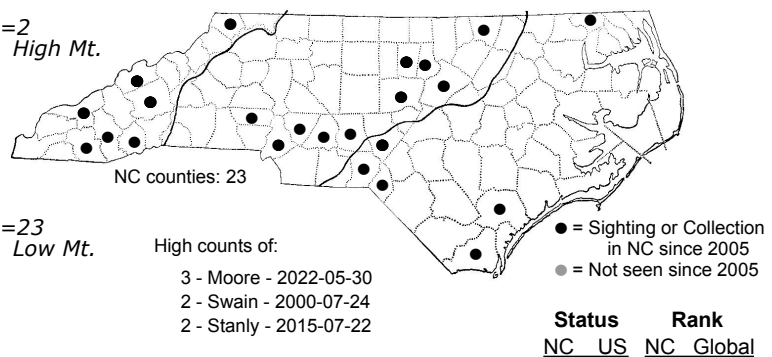 =2
High Mt.
NC counties: 23
=23
Low Mt.
High counts of:
3 - Moore - 2022-05-30
2 - Swain - 2000-07-24
2 - Stanly - 2015-07-22
● = Sighting or Collection
in NC since 2005
● = Not seen since 2005
Status Rank
NC US NC Global